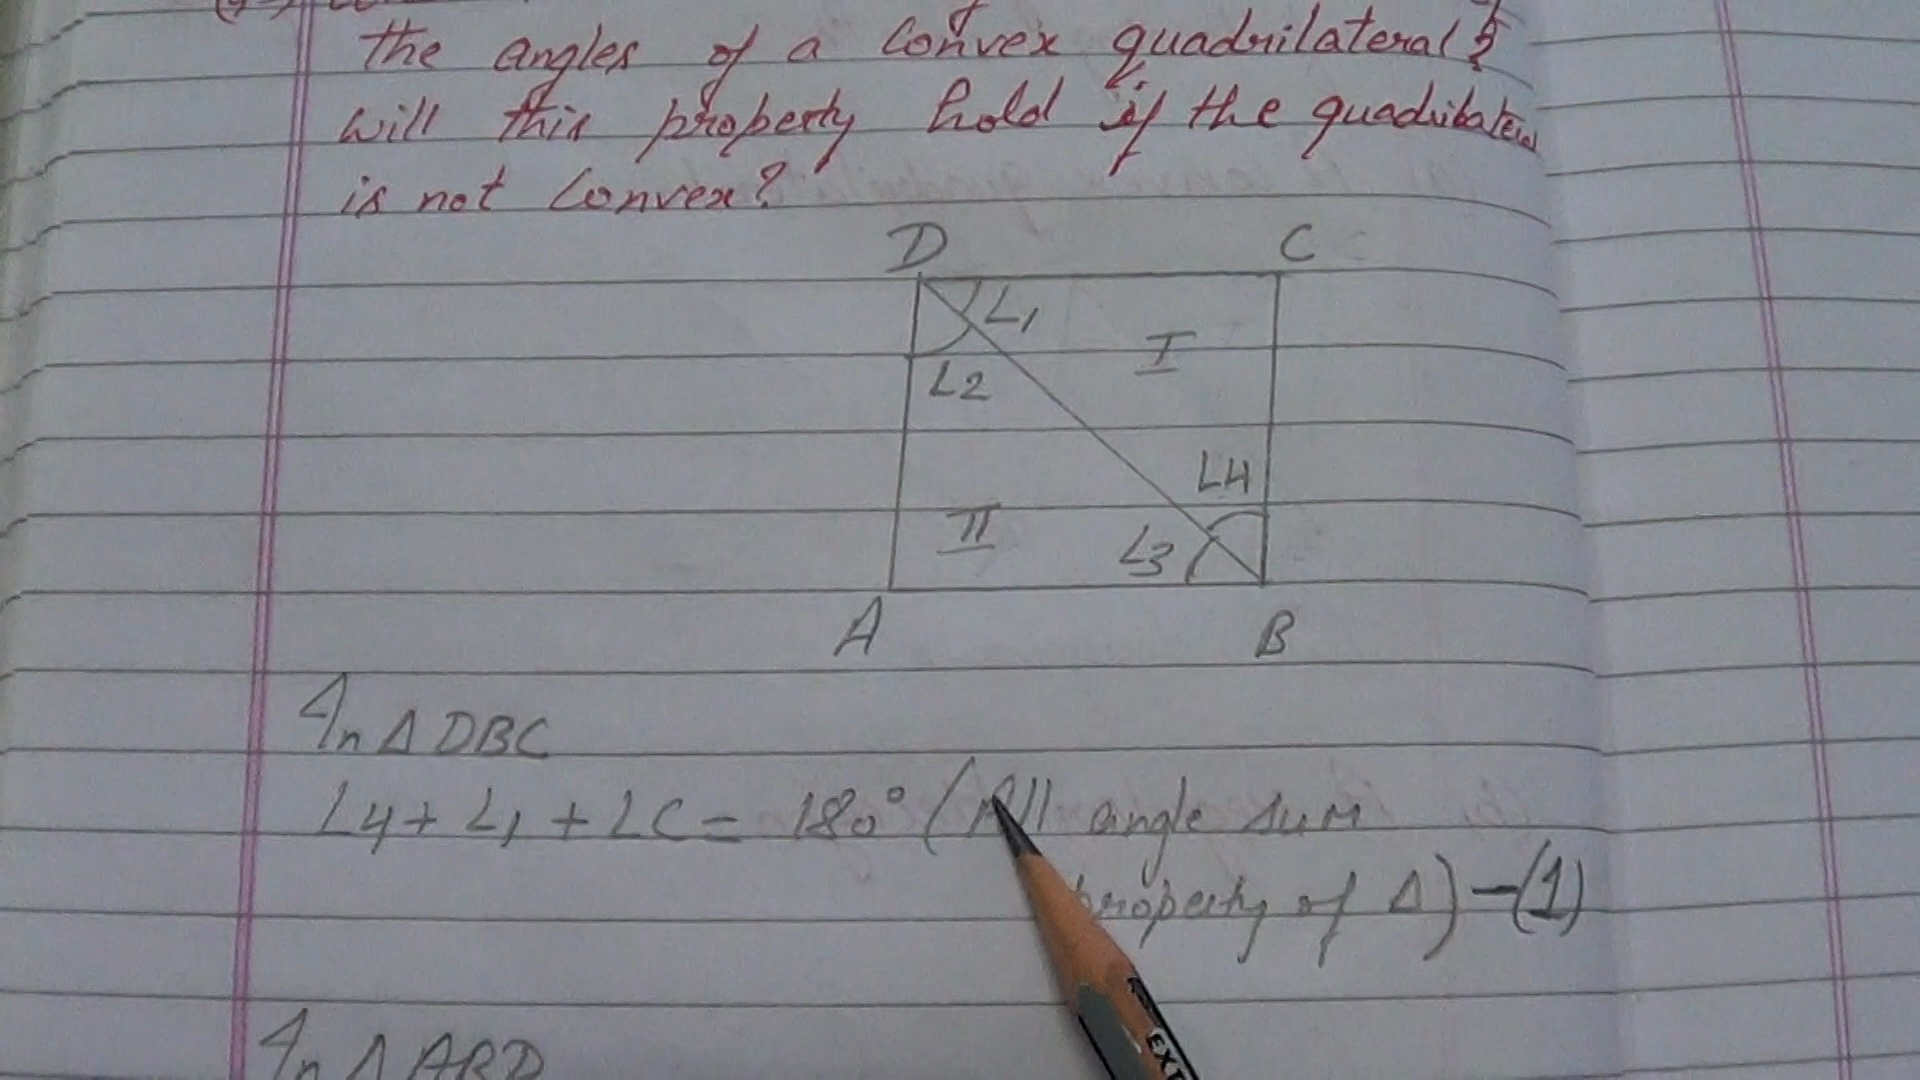 the angles of a convex quadrilateral?
will this property hold if the quadrilateral
is not convex?
D C
∠1
I
∠2
∠4
II
∠3
A B
In Δ DBC
∠4 + ∠1 + ∠C = 180° (All angle sum
property of Δ) - (1)
In Δ ABD
EXT